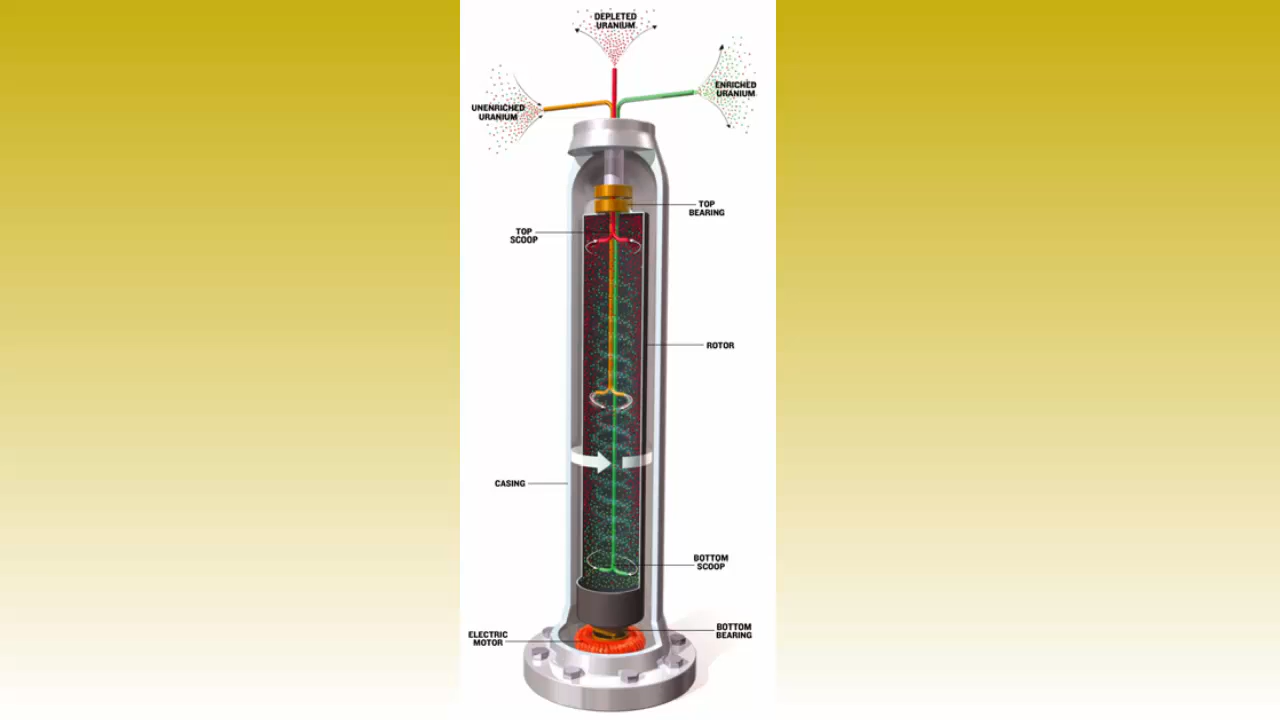 DEPLETED
URANIUM
ENRICHED
URANIUM
UNENRICHED
URANIUM
TOP
BEARING
TOP
SCOOP
ROTOR
CASING
BOTTOM
SCOOP
BOTTOM
BEARING
ELECTRIC
MOTOR